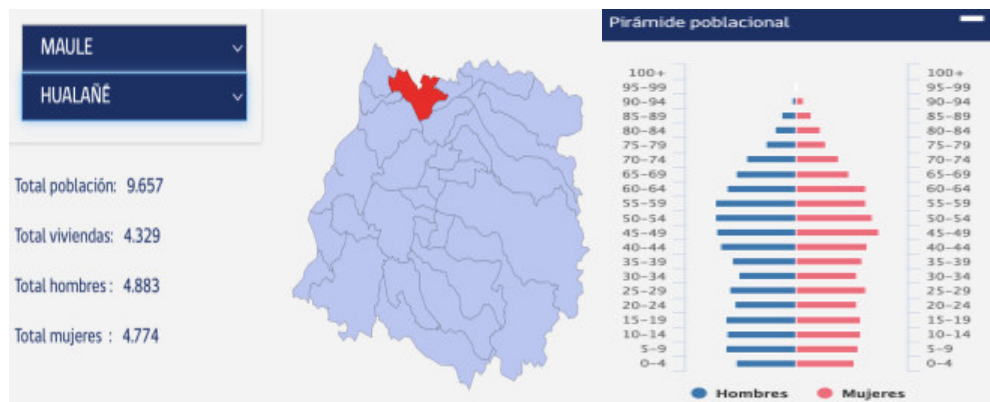 MAULE
HUALAÑÉ
Total población: 9.657
Total viviendas: 4.329
Total hombres : 4.883
Total mujeres : 4.774
Pirámide poblacional
100+ 100+
95-99 95-99
90-94 90-94
85-89 85-89
80-84 80-84
75-79 75-79
70-74 70-74
65-69 65-69
60-64 60-64
55-59 55-59
50-54 50-54
45-49 45-49
40-44 40-44
35-39 35-39
30-34 30-34
25-29 25-29
20-24 20-24
15-19 15-19
10-14 10-14
5-9 5-9
0-4 0-4
Hombres Mujeres